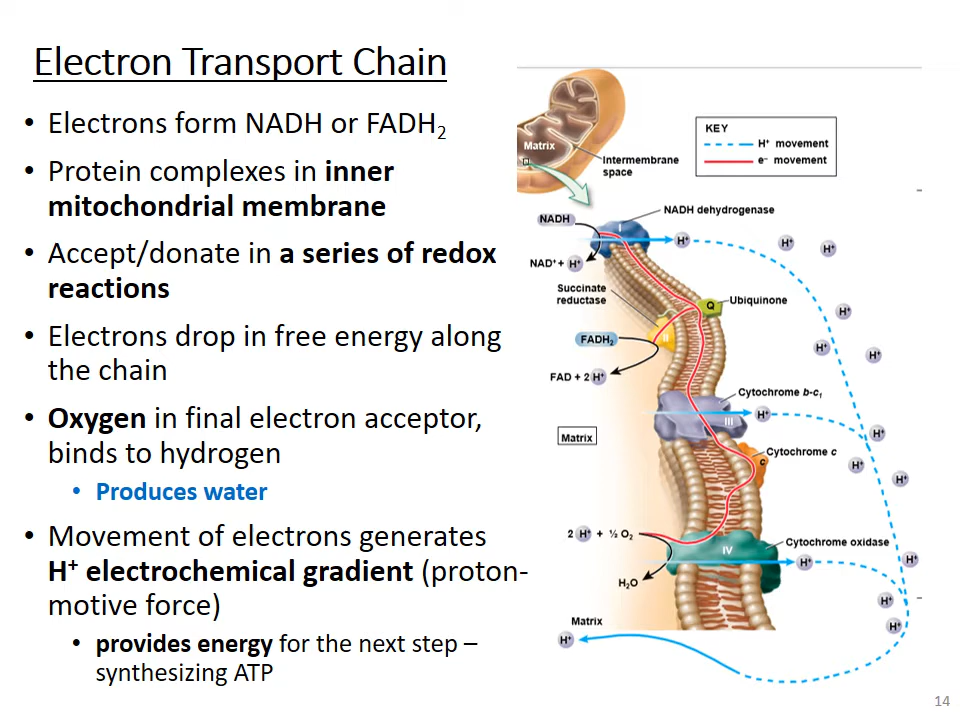 Electron Transport Chain
• Electrons form NADH or FADH₂
• Protein complexes in inner
mitochondrial membrane
• Accept/donate in a series of redox
reactions
• Electrons drop in free energy along
the chain
• Oxygen in final electron acceptor,
binds to hydrogen
• Produces water
• Movement of electrons generates
H⁺ electrochemical gradient (proton-
motive force)
• provides energy for the next step –
synthesizing ATP
KEY
H⁺ movement
e⁻ movement
Matrix
Intermembrane
space
NADH
NADH dehydrogenase
I
H⁺
H⁺
H⁺
NAD⁺ + H⁺
Succinate
reductase
Q
Ubiquinone
H⁺
II
FADH₂
H⁺
H⁺
FAD + 2 H⁺
Cytochrome b-c₁
III
H⁺
H⁺
Matrix
Cytochrome c
c
H⁺
H⁺
2 H⁺ + ½ O₂
Cytochrome oxidase
IV
H⁺
H⁺
H₂O
H⁺
Matrix
H⁺
H⁺
14